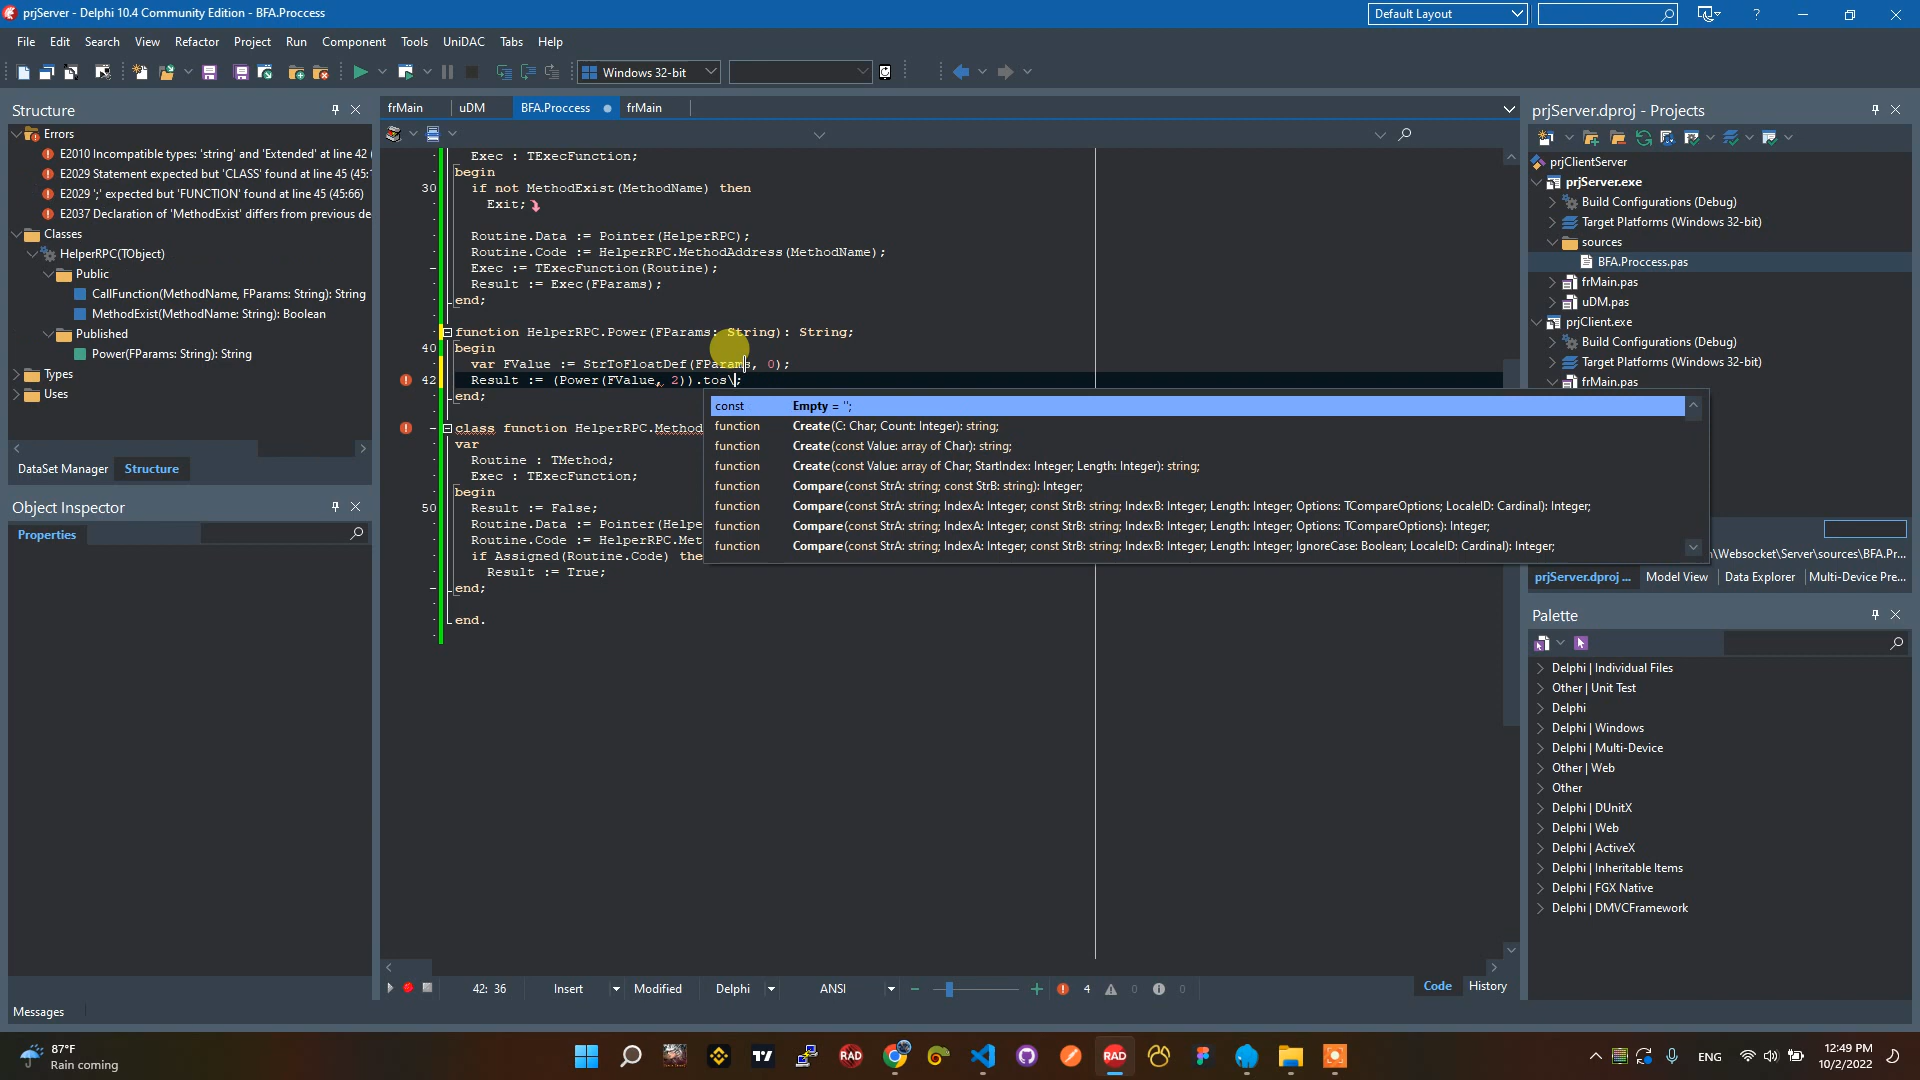 prjServer - Delphi 10.4 Community Edition - BFA.Proccess
Default Layout
File Edit Search View Refactor Project Run Component Tools UniDAC Tabs Help
Windows 32-bit
Structure
Errors
E2010 Incompatible types: 'string' and 'Extended' at line 42 (
E2029 Statement expected but 'CLASS' found at line 45 (45:
E2029 ';' expected but 'FUNCTION' found at line 45 (45:66)
E2037 Declaration of 'MethodExist' differs from previous de
Classes
HelperRPC(TObject)
Public
CallFunction(MethodName, FParams: String): String
MethodExist(MethodName: String): Boolean
Published
Power(FParams: String): String
Types
Uses
DataSet Manager Structure
Object Inspector
Properties
frMain uDM BFA.Proccess frMain
Exec : TExecFunction;
begin
30 if not MethodExist(MethodName) then
Exit;
Routine.Data := Pointer(HelperRPC);
Routine.Code := HelperRPC.MethodAddress(MethodName);
Exec := TExecFunction(Routine);
Result := Exec(FParams);
end;
function HelperRPC.Power(FParams: String): String;
40 begin
var FValue := StrToFloatDef(FParams, 0);
42 Result := (Power(FValue, 2)).tos\;
end;
class function HelperRPC.Method
var
Routine : TMethod;
Exec : TExecFunction;
begin
50 Result := False;
Routine.Data := Pointer(Helpe
Routine.Code := HelperRPC.Met
if Assigned(Routine.Code) the
Result := True;
end;
end.
const Empty = '';
function Create(C: Char; Count: Integer): string;
function Create(const Value: array of Char): string;
function Create(const Value: array of Char; StartIndex: Integer; Length: Integer): string;
function Compare(const StrA: string; const StrB: string): Integer;
function Compare(const StrA: string; IndexA: Integer; const StrB: string; IndexB: Integer; Length: Integer; Options: TCompareOptions; LocaleID: Cardinal): Integer;
function Compare(const StrA: string; IndexA: Integer; const StrB: string; IndexB: Integer; Length: Integer; Options: TCompareOptions): Integer;
function Compare(const StrA: string; IndexA: Integer; const StrB: string; IndexB: Integer; Length: Integer; IgnoreCase: Boolean; LocaleID: Cardinal): Integer;
42: 36 Insert Modified Delphi ANSI 4 0 0 Code History
prjServer.dproj - Projects
prjClientServer
prjServer.exe
Build Configurations (Debug)
Target Platforms (Windows 32-bit)
sources
BFA.Proccess.pas
frMain.pas
uDM.pas
prjClient.exe
Build Configurations (Debug)
Target Platforms (Windows 32-bit)
frMain.pas
\Websocket\Server\sources\BFA.Pr...
prjServer.dproj ... Model View Data Explorer Multi-Device Pre...
Palette
Delphi | Individual Files
Other | Unit Test
Delphi
Delphi | Windows
Delphi | Multi-Device
Other | Web
Other
Delphi | DUnitX
Delphi | Web
Delphi | ActiveX
Delphi | Inheritable Items
Delphi | FGX Native
Delphi | DMVCFramework
Messages
87°F
Rain coming
RAD
RAD
ENG
12:49 PM
10/2/2022